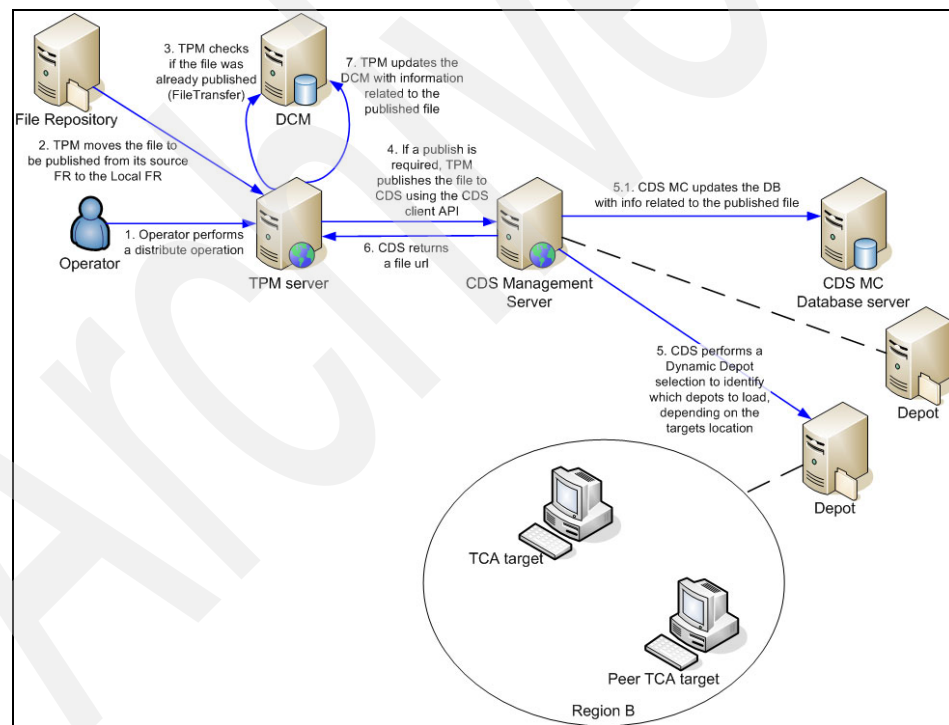 3. TPM checks
if the file was
already published
(FileTransfer)
7. TPM updates the
DCM with information
related to the
published file
File Repository
DCM
2. TPM moves the file to
be published from its source
FR to the Local FR
4. If a publish is
required, TPM
publishes the file to
CDS using the CDS
client API
5.1. CDS MC updates the DB
with info related to the published file
1. Operator performs
a distribute operation
6. CDS returns
a file url
Operator
TPM server
CDS Management
Server
CDS MC
Database server
5. CDS performs a
Dynamic Depot
selection to identify
which depots to load,
depending on the
targets location
Depot
Depot
TCA target
Peer TCA target
Region B
Archive